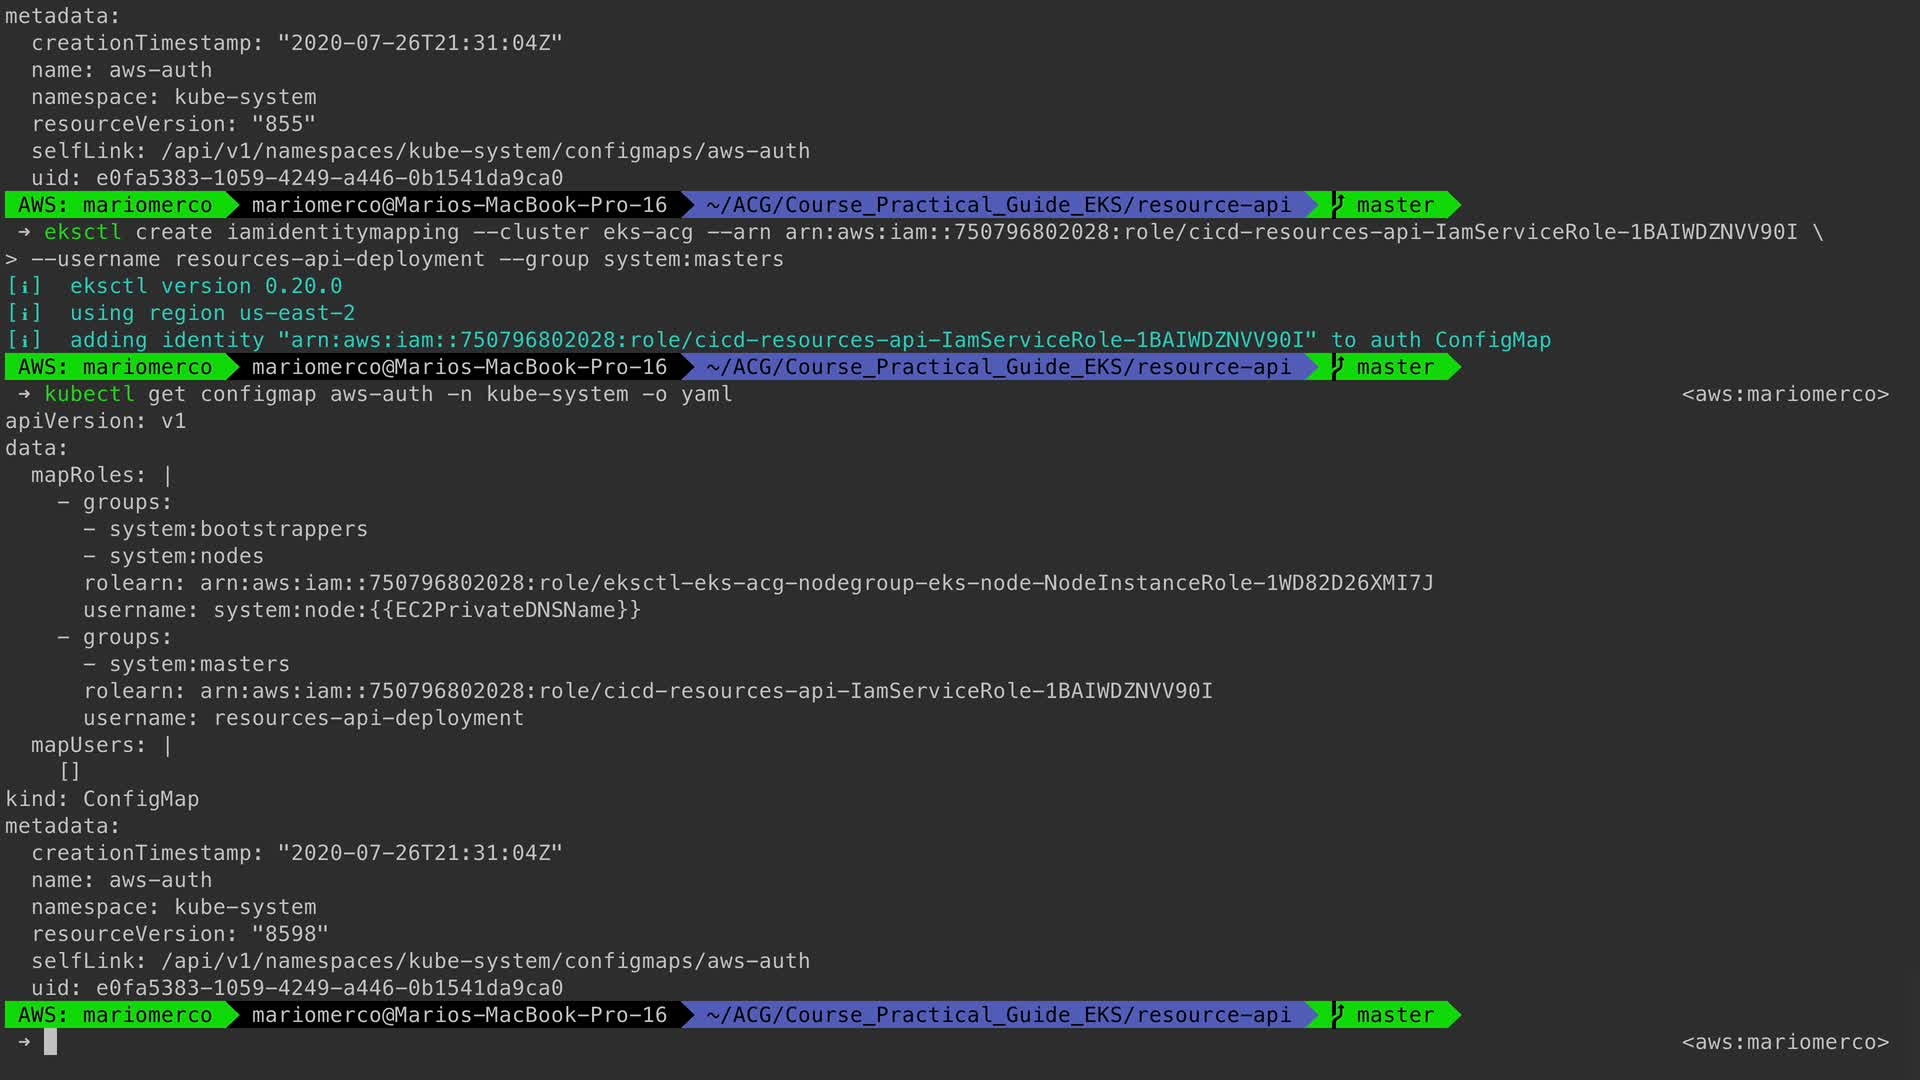 metadata:
  creationTimestamp: "2020-07-26T21:31:04Z"
  name: aws-auth
  namespace: kube-system
  resourceVersion: "855"
  selfLink: /api/v1/namespaces/kube-system/configmaps/aws-auth
  uid: e0fa5383-1059-4249-a446-0b1541da9ca0
AWS: mariomerco mariomerco@Marios-MacBook-Pro-16 ~/ACG/Course_Practical_Guide_EKS/resource-api master
➜ eksctl create iamidentitymapping --cluster eks-acg --arn arn:aws:iam::750796802028:role/cicd-resources-api-IamServiceRole-1BAIWDZNVV90I \
> --username resources-api-deployment --group system:masters
[ℹ]  eksctl version 0.20.0
[ℹ]  using region us-east-2
[ℹ]  adding identity "arn:aws:iam::750796802028:role/cicd-resources-api-IamServiceRole-1BAIWDZNVV90I" to auth ConfigMap
AWS: mariomerco mariomerco@Marios-MacBook-Pro-16 ~/ACG/Course_Practical_Guide_EKS/resource-api master
➜ kubectl get configmap aws-auth -n kube-system -o yaml <aws:mariomerco>
apiVersion: v1
data:
  mapRoles: |
    - groups:
      - system:bootstrappers
      - system:nodes
      rolearn: arn:aws:iam::750796802028:role/eksctl-eks-acg-nodegroup-eks-node-NodeInstanceRole-1WD82D26XMI7J
      username: system:node:{{EC2PrivateDNSName}}
    - groups:
      - system:masters
      rolearn: arn:aws:iam::750796802028:role/cicd-resources-api-IamServiceRole-1BAIWDZNVV90I
      username: resources-api-deployment
  mapUsers: |
    []
kind: ConfigMap
metadata:
  creationTimestamp: "2020-07-26T21:31:04Z"
  name: aws-auth
  namespace: kube-system
  resourceVersion: "8598"
  selfLink: /api/v1/namespaces/kube-system/configmaps/aws-auth
  uid: e0fa5383-1059-4249-a446-0b1541da9ca0
AWS: mariomerco mariomerco@Marios-MacBook-Pro-16 ~/ACG/Course_Practical_Guide_EKS/resource-api master
➜ <aws:mariomerco>